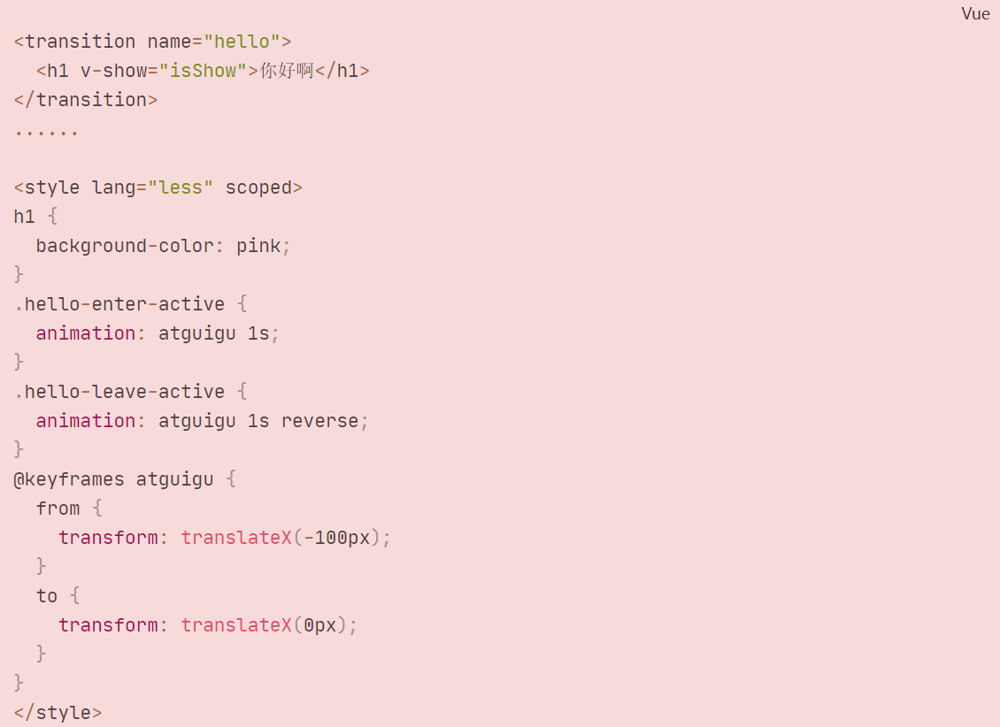 Vue
<transition name="hello">
  <h1 v-show="isShow">你好啊</h1>
</transition>
······
<style lang="less" scoped>
h1 {
  background-color: pink;
}
.hello-enter-active {
  animation: atguigu 1s;
}
.hello-leave-active {
  animation: atguigu 1s reverse;
}
@keyframes atguigu {
  from {
    transform: translateX(-100px);
  }
  to {
    transform: translateX(0px);
  }
}
</style>